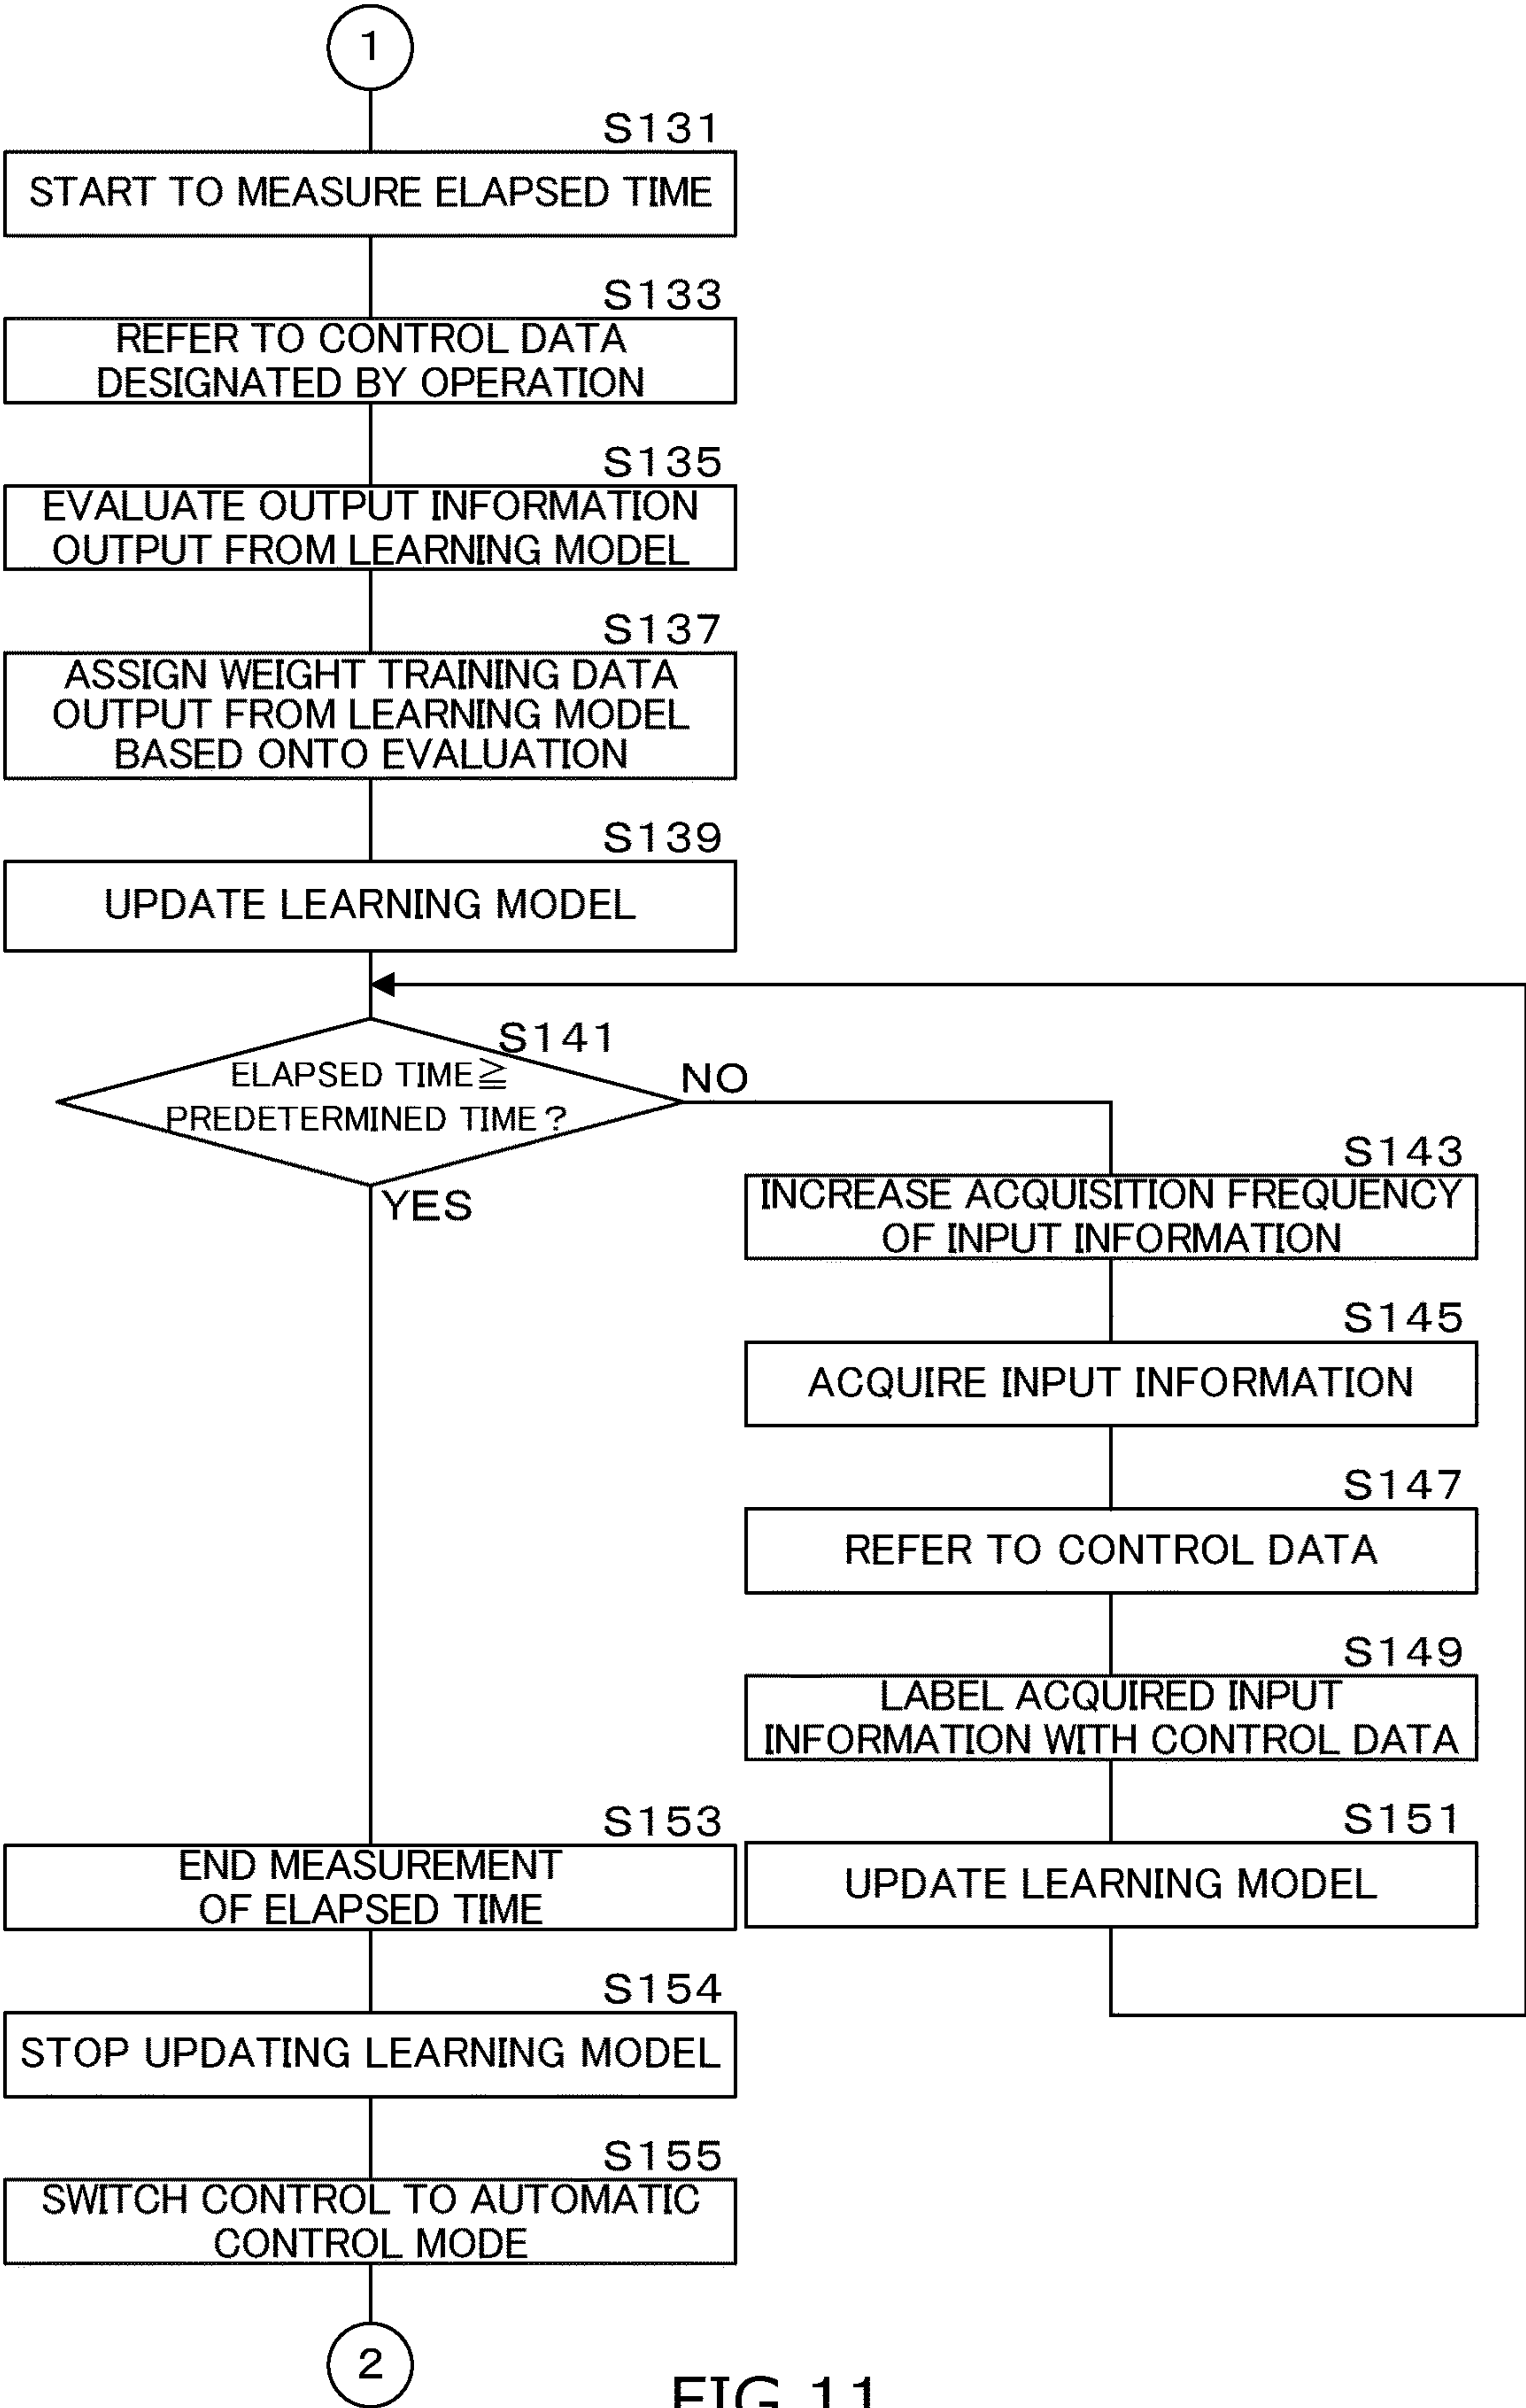 1
S131
START TO MEASURE ELAPSED TIME
S133
REFER TO CONTROL DATA
DESIGNATED BY OPERATION
S135
EVALUATE OUTPUT INFORMATION
OUTPUT FROM LEARNING MODEL
S137
ASSIGN WEIGHT TRAINING DATA
OUTPUT FROM LEARNING MODEL
BASED ONTO EVALUATION
S139
UPDATE LEARNING MODEL
S141
ELAPSED TIME≧
PREDETERMINED TIME?
NO
YES
S143
INCREASE ACQUISITION FREQUENCY
OF INPUT INFORMATION
S145
ACQUIRE INPUT INFORMATION
S147
REFER TO CONTROL DATA
S149
LABEL ACQUIRED INPUT
INFORMATION WITH CONTROL DATA
S151
UPDATE LEARNING MODEL
S153
END MEASUREMENT
OF ELAPSED TIME
S154
STOP UPDATING LEARNING MODEL
S155
SWITCH CONTROL TO AUTOMATIC
CONTROL MODE
2
FIG.11